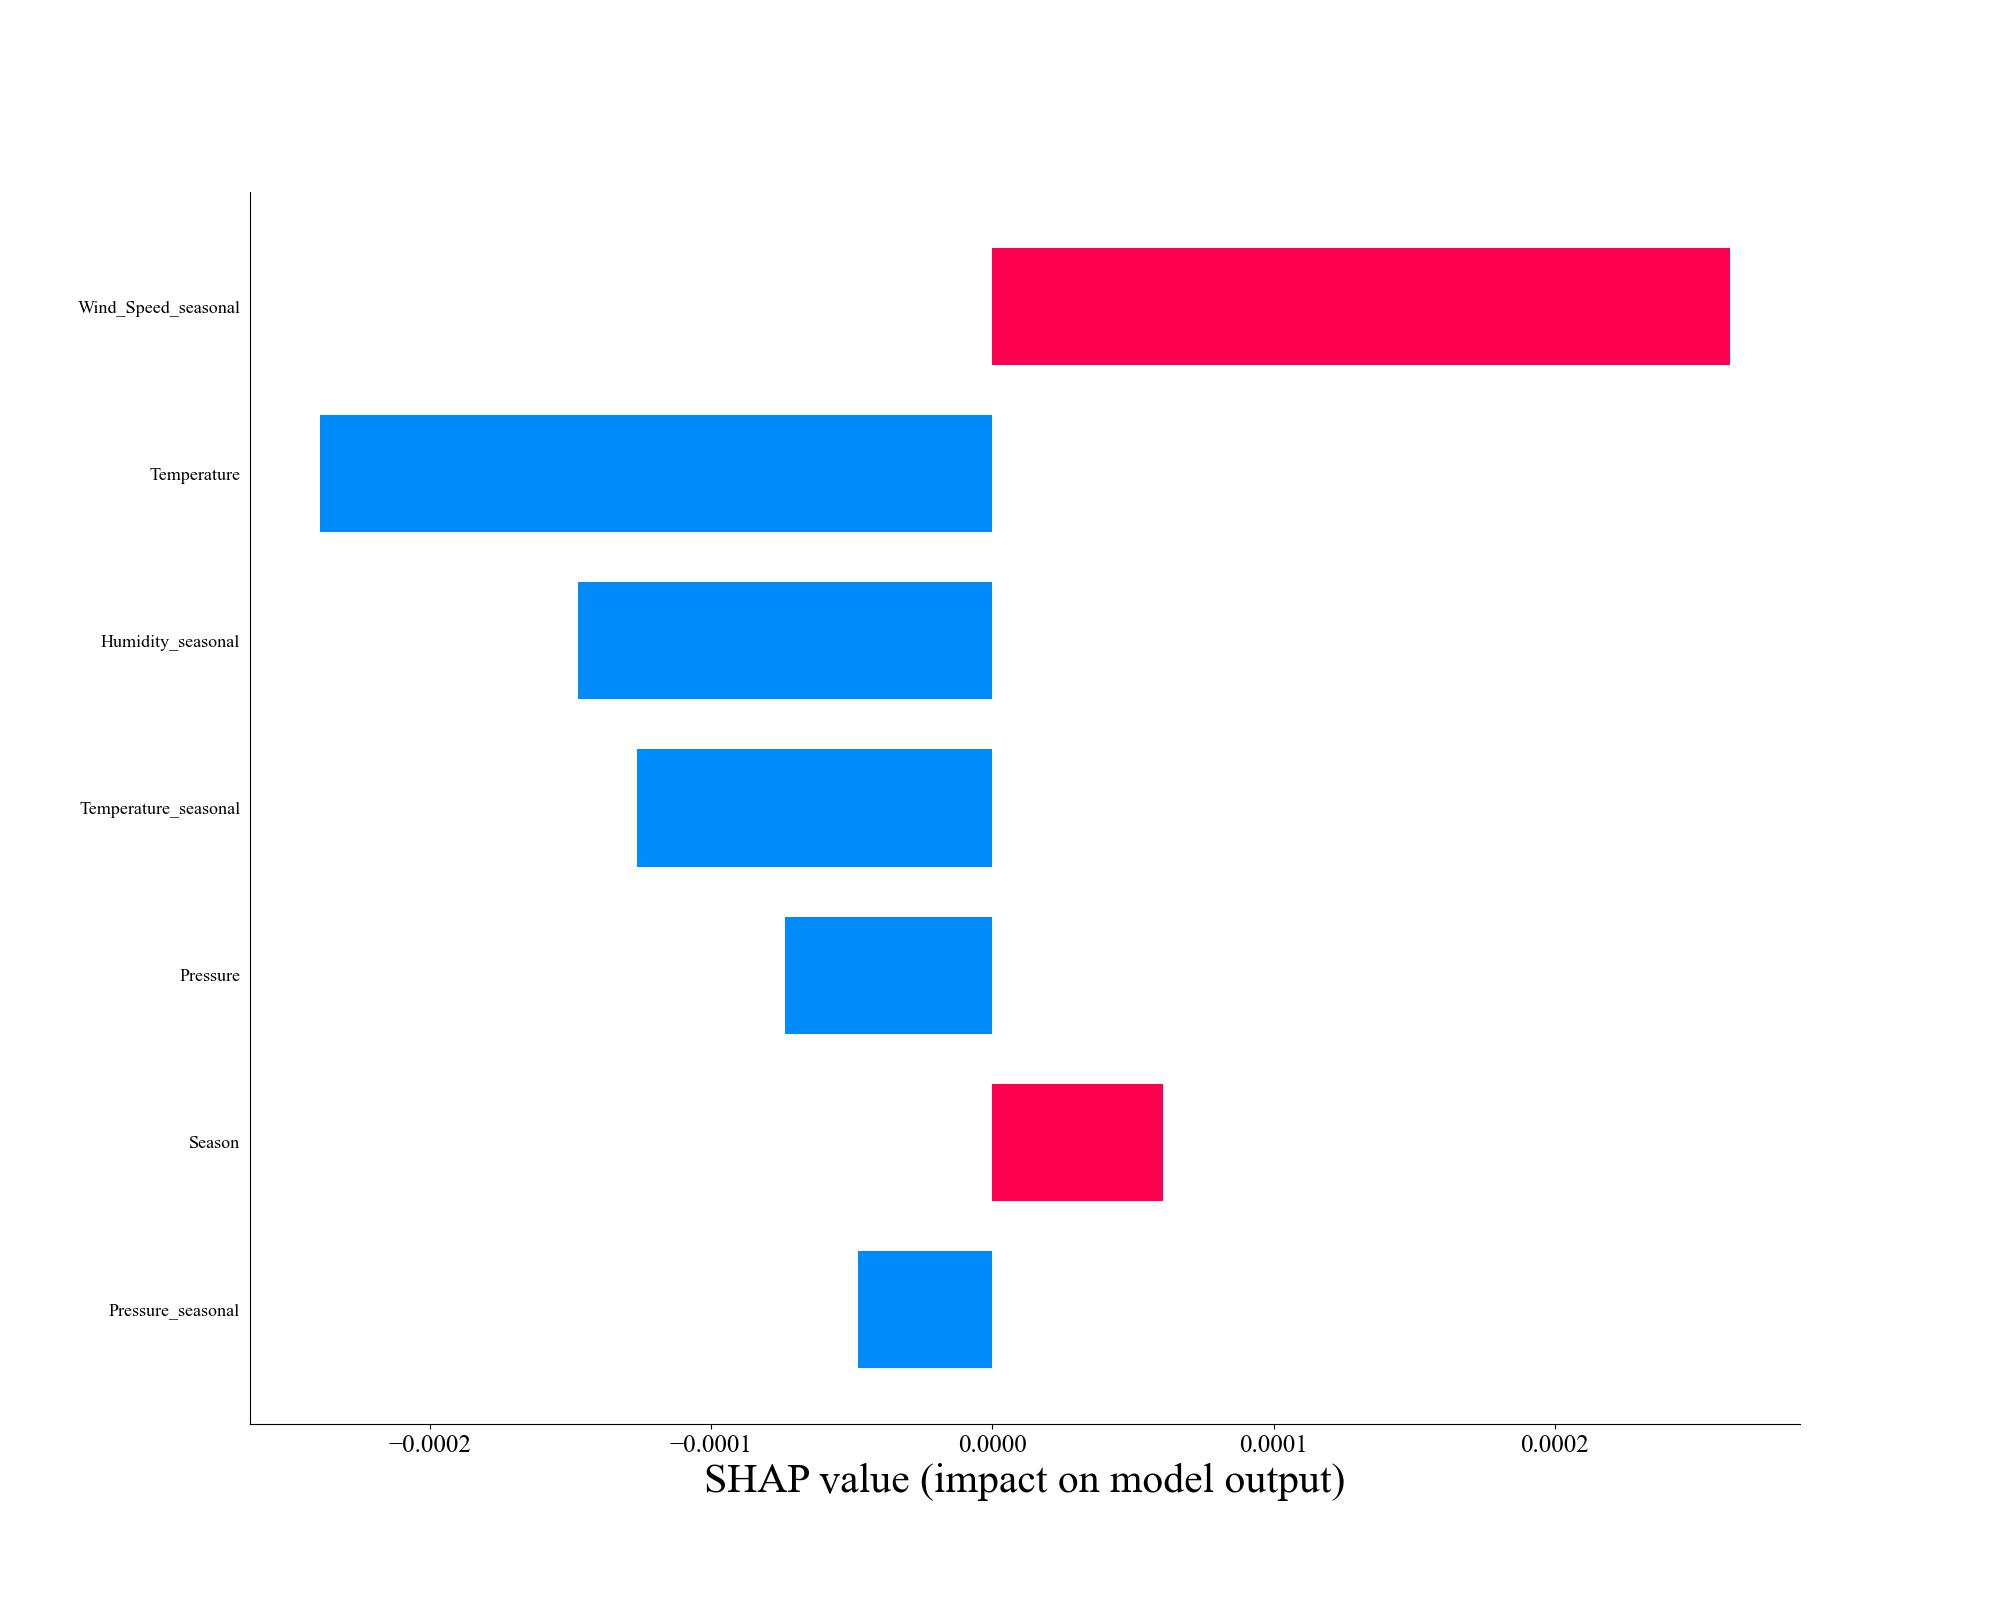 Wind_Speed_seasonal
Temperature
Humidity_seasonal
Temperature_seasonal
Pressure
Season
Pressure_seasonal
−0.0002 −0.0001 0.0000 0.0001 0.0002
SHAP value (impact on model output)